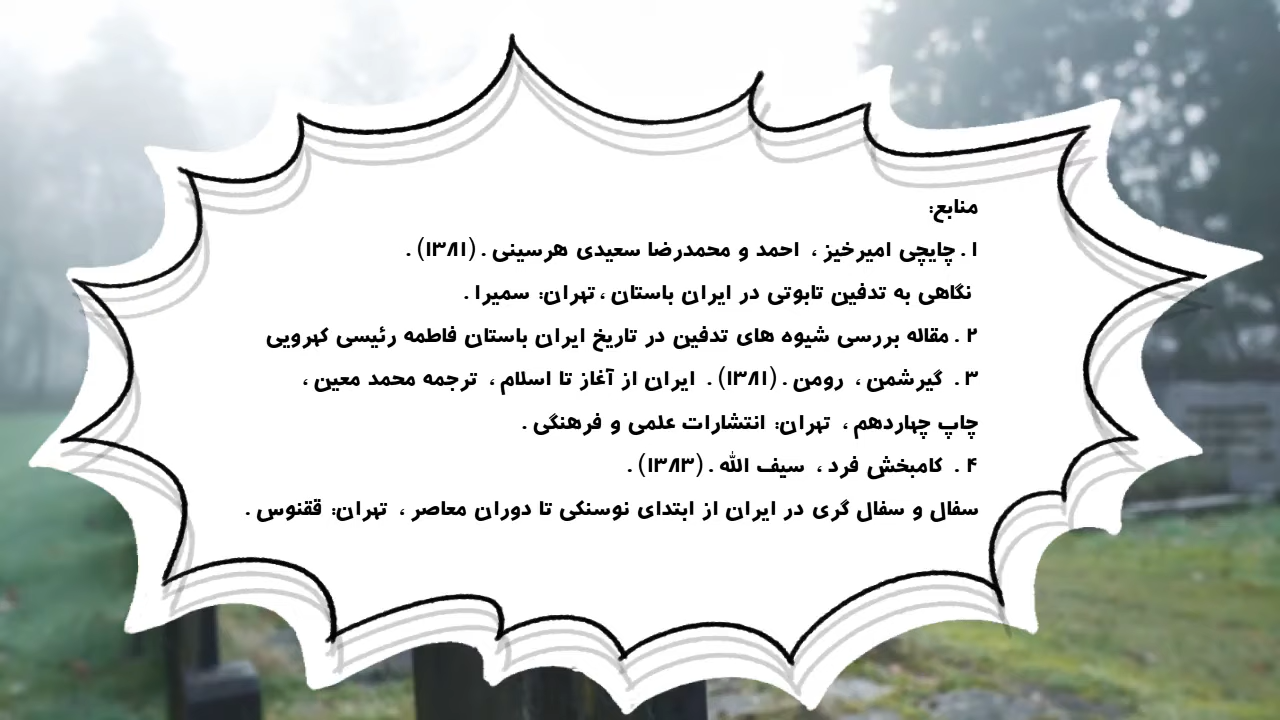 منابع:
۱. چایچی امیرخیز ، احمد و محمدرضا سعیدی هرسینی . (۱۳۸۱) .
نگاهی به تدفین تابوتی در ایران باستان ، تهران: سمیرا .
۲. مقاله بررسی شیوه های تدفین در تاریخ ایران باستان فاطمه رئیسی کهرویی
۳. گیرشمن ، رومن . (۱۳۸۱) . ایران از آغاز تا اسلام ، ترجمه محمد معین ،
چاپ چهاردهم ، تهران: انتشارات علمی و فرهنگی .
۴. کامبخش فرد ، سیف الله . (۱۳۸۳) .
سفال و سفال گری در ایران از ابتدای نوسنکی تا دوران معاصر ، تهران: ققنوس .